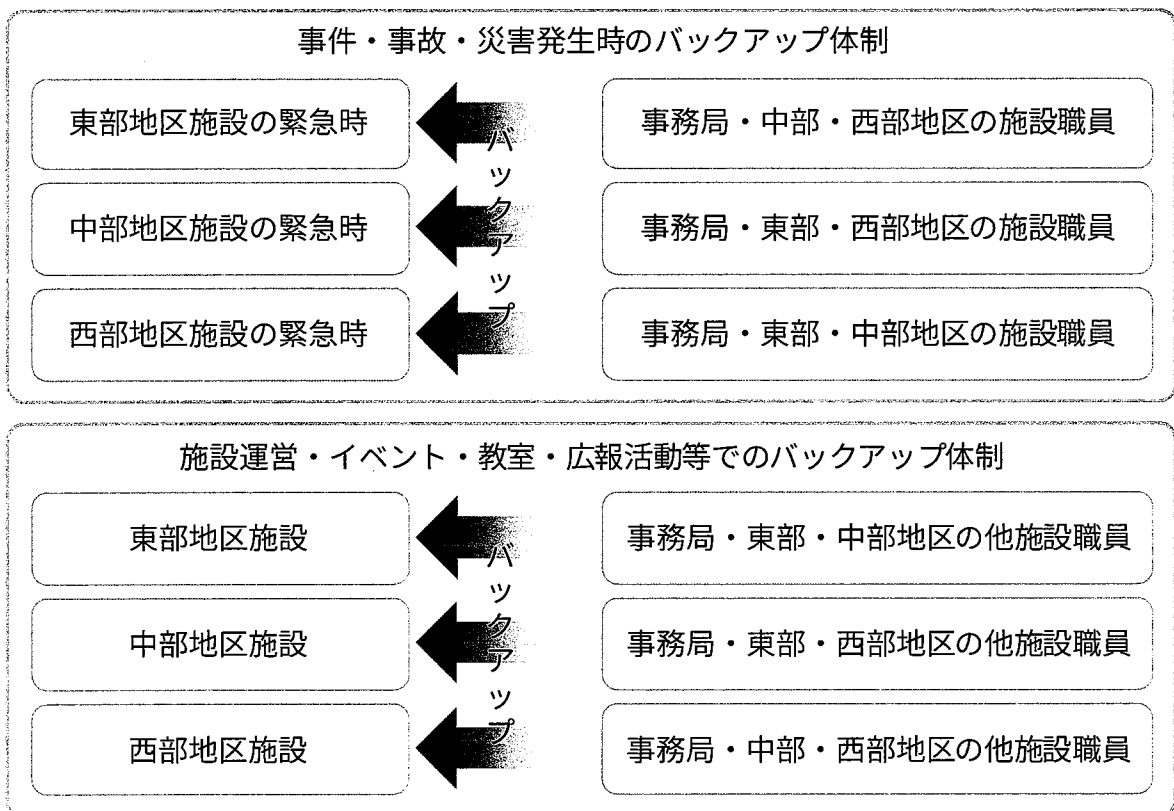 事件・事故・災害発生時のバックアップ体制
東部地区施設の緊急時
バックアップ
事務局・中部・西部地区の施設職員
中部地区施設の緊急時
事務局・東部・西部地区の施設職員
西部地区施設の緊急時
事務局・東部・中部地区の施設職員
施設運営・イベント・教室・広報活動等でのバックアップ体制
東部地区施設
バックアップ
事務局・東部・中部地区の他施設職員
中部地区施設
事務局・東部・西部地区の他施設職員
西部地区施設
事務局・中部・西部地区の他施設職員